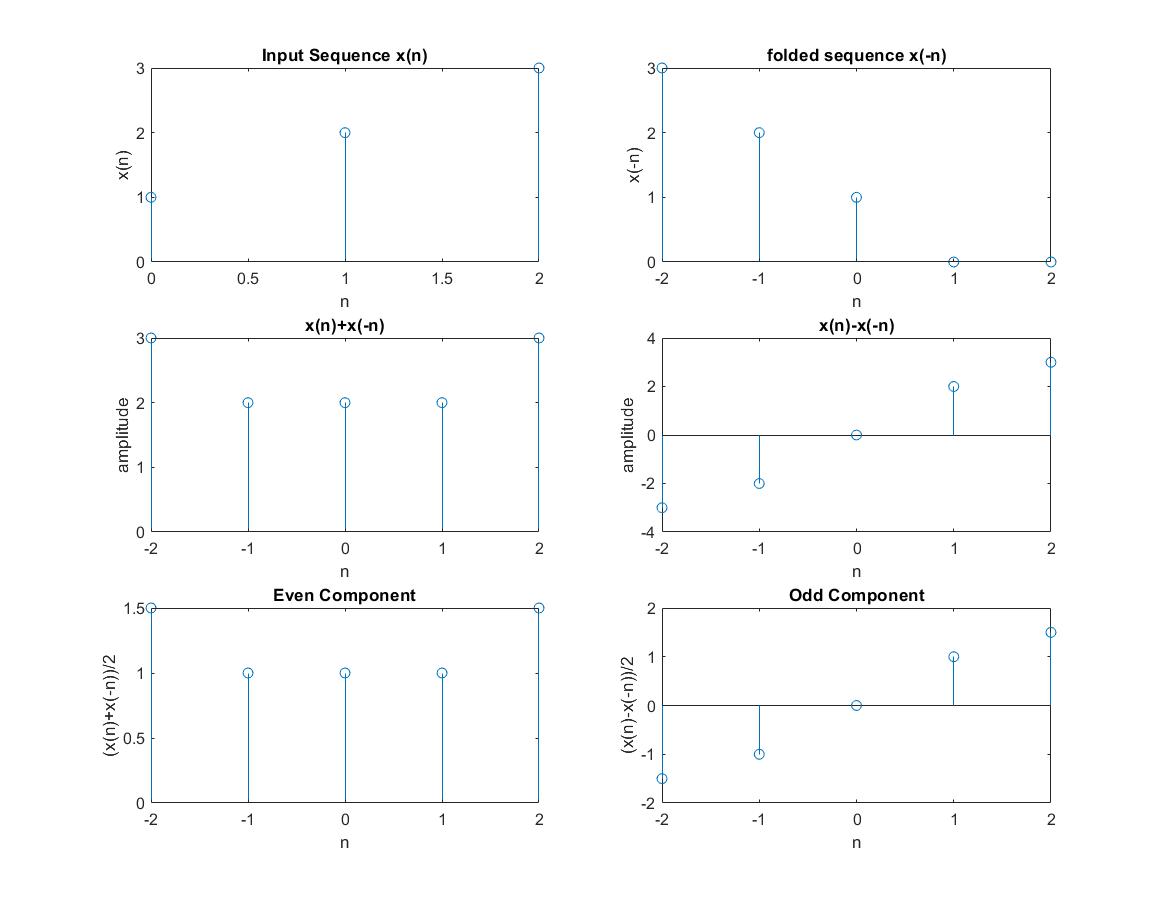 Input Sequence x(n)
3
2
1
0
x(n)
0 0.5 1 1.5 2
n
folded sequence x(-n)
3
2
1
0
x(-n)
-2 -1 0 1 2
n
x(n)+x(-n)
3
2
1
0
amplitude
-2 -1 0 1 2
n
x(n)-x(-n)
4
2
0
-2
-4
amplitude
-2 -1 0 1 2
n
Even Component
1.5
1
0.5
0
(x(n)+x(-n))/2
-2 -1 0 1 2
n
Odd Component
2
1
0
-1
-2
(x(n)-x(-n))/2
-2 -1 0 1 2
n